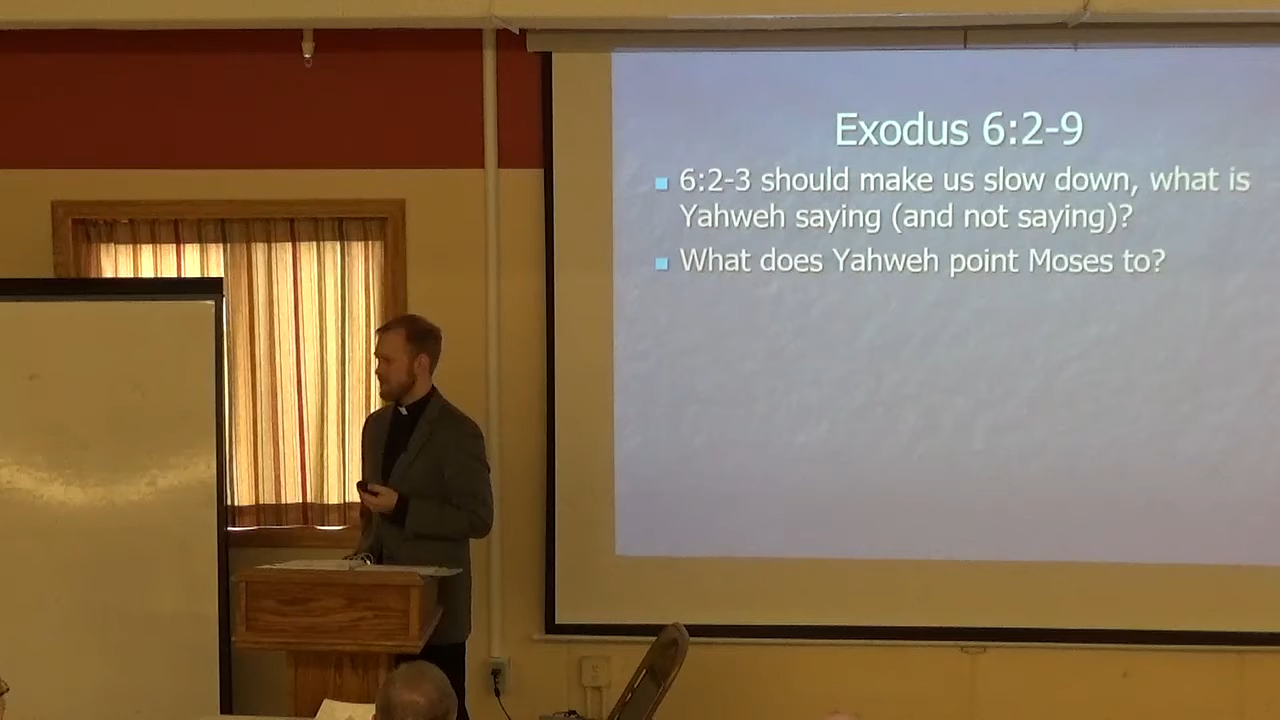 Exodus 6:2-9
6:2-3 should make us slow down, what is
Yahweh saying (and not saying)?
What does Yahweh point Moses to?